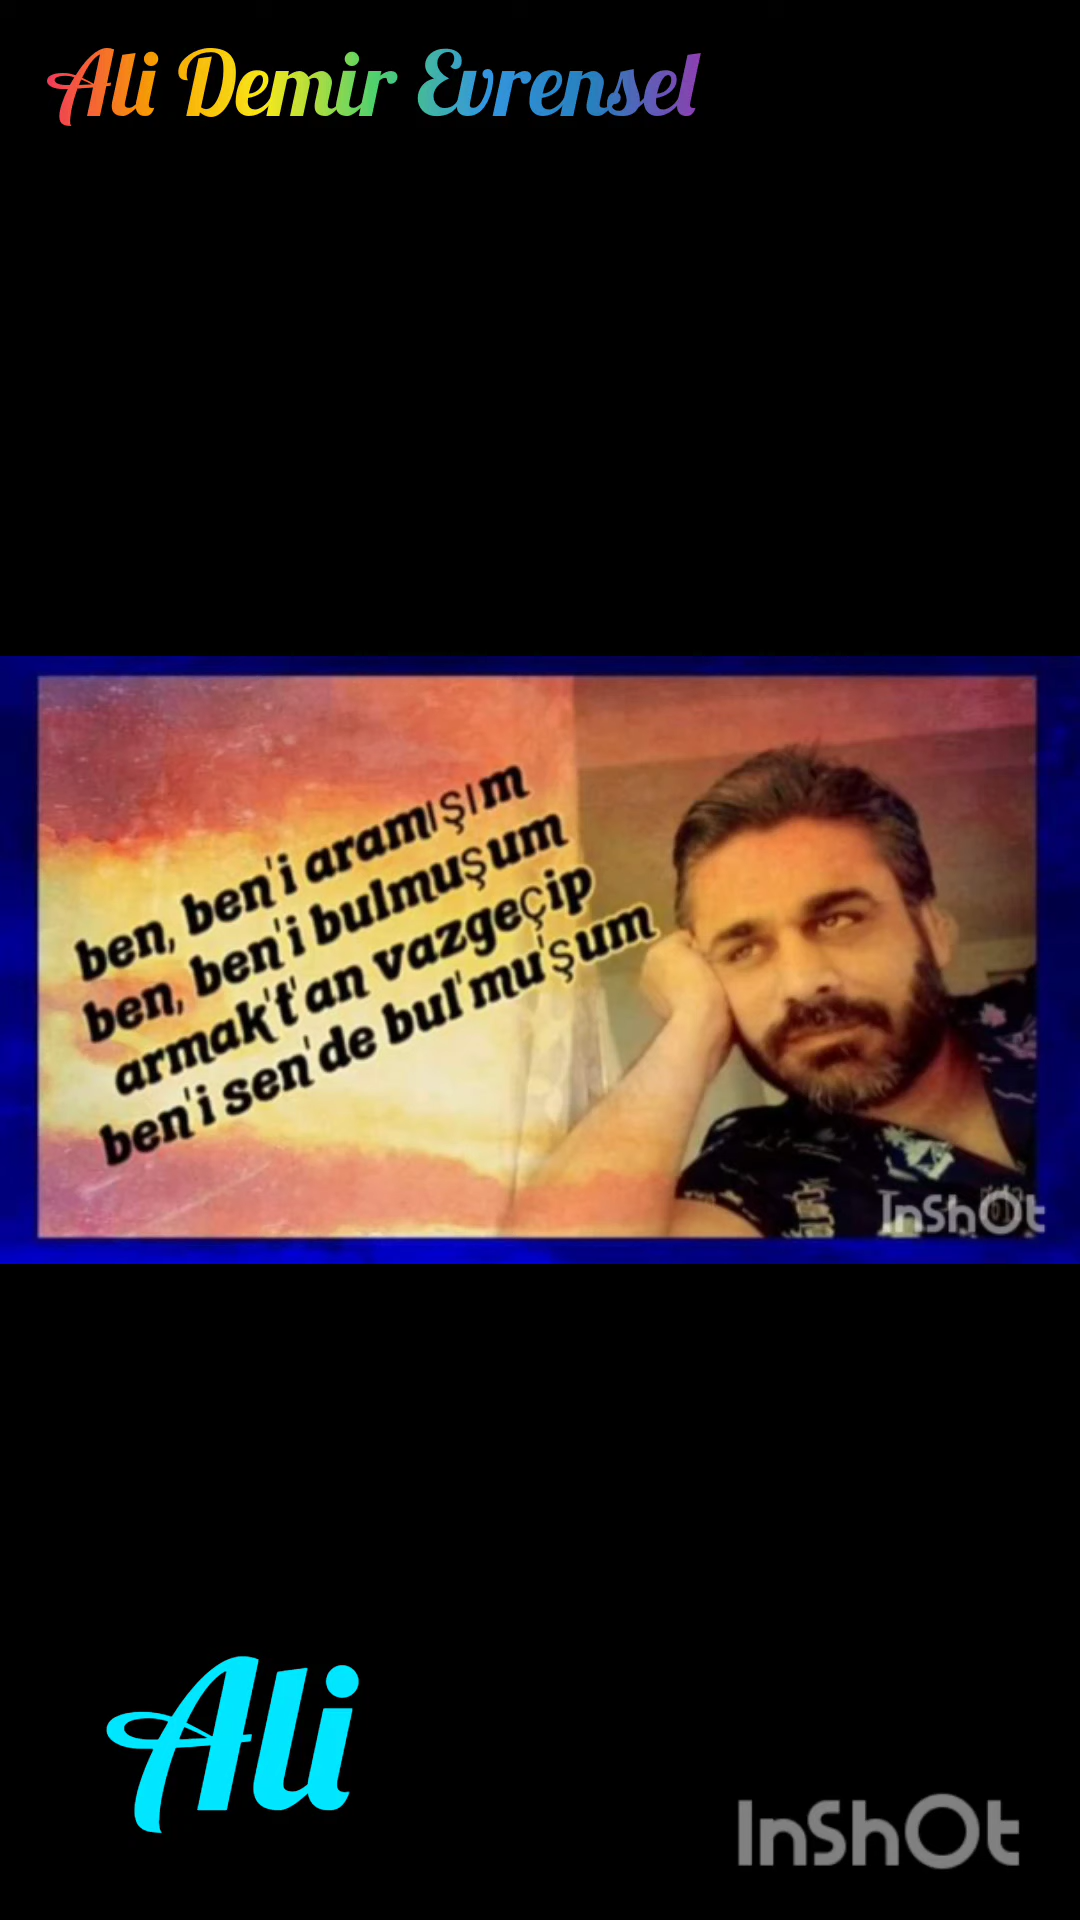 Ali Demir Evrensel
ben, ben'i aramışım
ben, ben'i bulmuşum
armak't'an vazgeçip
ben'i sen'de bul'mu'şum
InShOt
Ali
InShOt